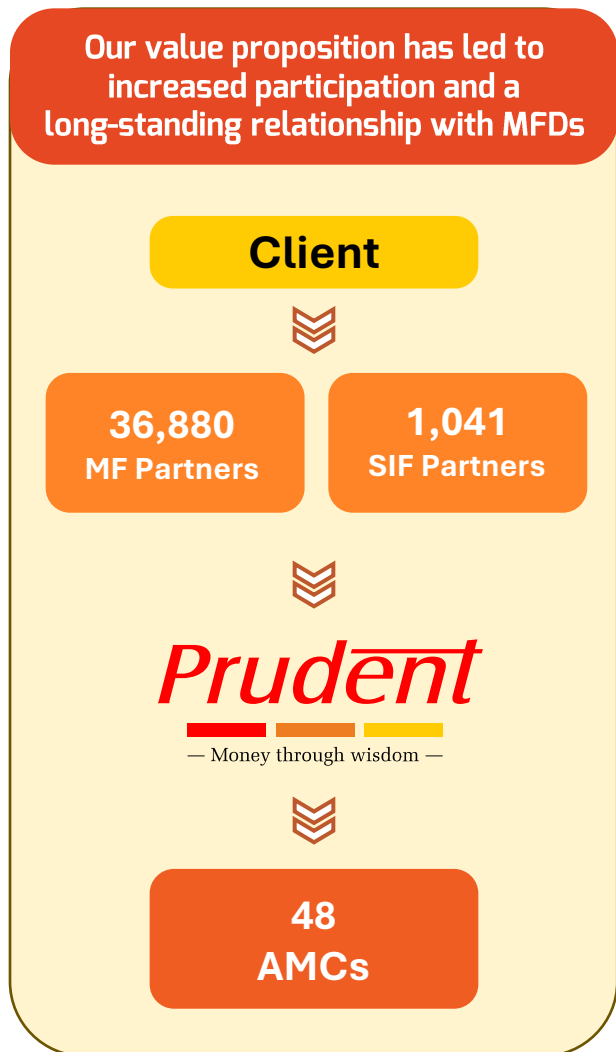 Our value proposition has led to
increased participation and a
long-standing relationship with MFDs
Client
36,880
MF Partners
1,041
SIF Partners
Prudent
— Money through wisdom —
48
AMCs